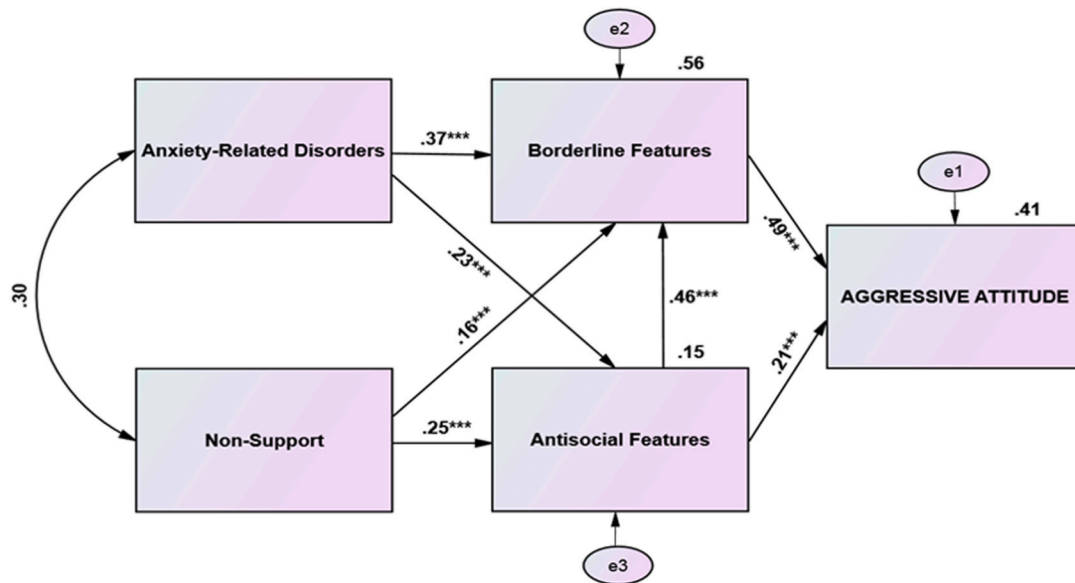 e2
.56
Anxiety-Related Disorders
.37***
Borderline Features
e1
.41
.49***
.23***
.30
.46***
AGGRESSIVE ATTITUDE
.16***
.15
.21***
Non-Support
.25***
Antisocial Features
e3